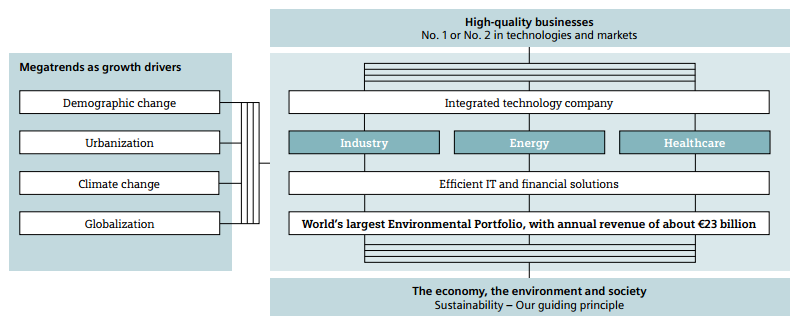 High-quality businesses
No. 1 or No. 2 in technologies and markets
Megatrends as growth drivers
Demographic change
Urbanization
Climate change
Globalization
Integrated technology company
Industry
Energy
Healthcare
Efficient IT and financial solutions
World's largest Environmental Portfolio, with annual revenue of about €23 billion
The economy, the environment and society
Sustainability – Our guiding principle